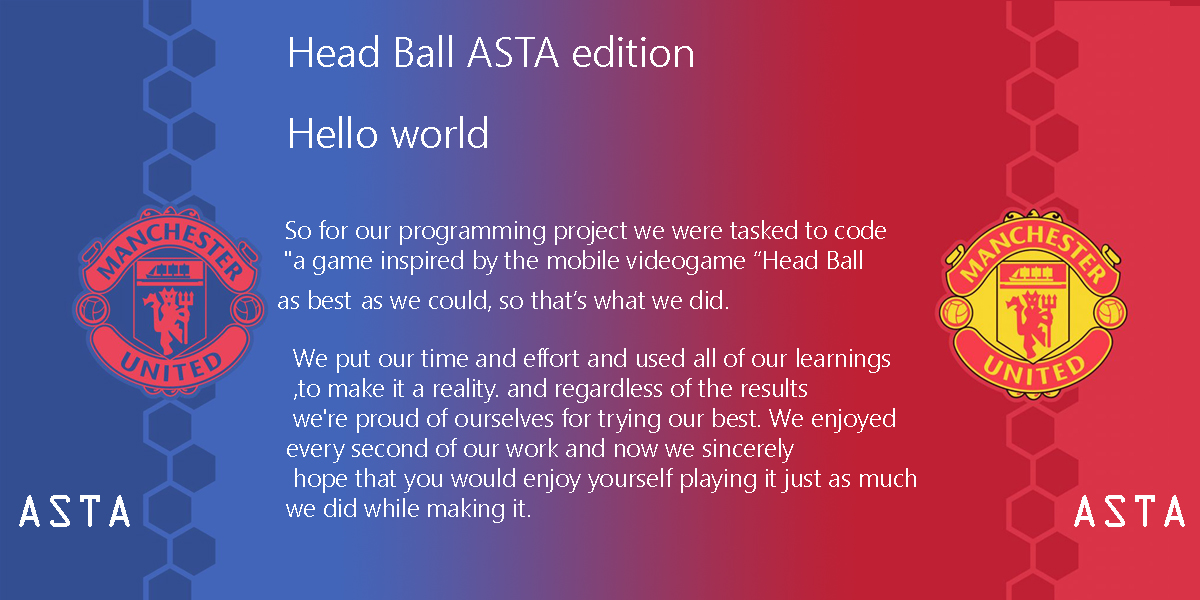 Head Ball ASTA edition
Hello world
So for our programming project we were tasked to code
"a game inspired by the mobile videogame “Head Ball
as best as we could, so that’s what we did.
We put our time and effort and used all of our learnings
,to make it a reality. and regardless of the results
we're proud of ourselves for trying our best. We enjoyed
every second of our work and now we sincerely
hope that you would enjoy yourself playing it just as much
we did while making it.
MANCHESTER
UNITED
MANCHESTER
UNITED
ASTA
ASTA